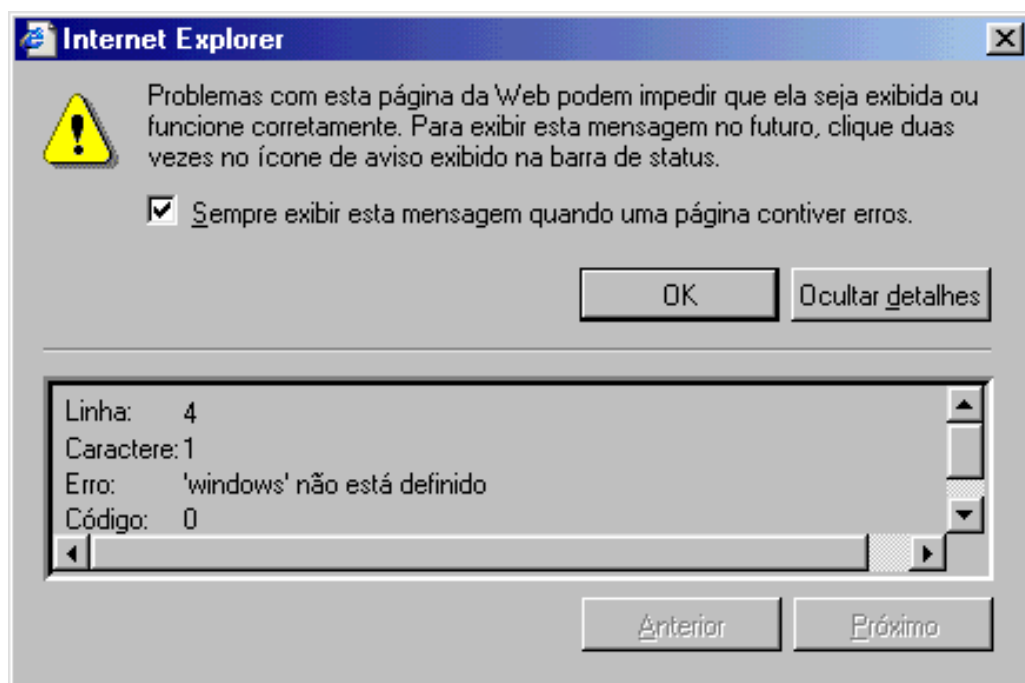 Internet Explorer
Problemas com esta página da Web podem impedir que ela seja exibida ou
funcione corretamente. Para exibir esta mensagem no futuro, clique duas
vezes no ícone de aviso exibido na barra de status.
Sempre exibir esta mensagem quando uma página contiver erros.
OK
Ocultar detalhes
Linha: 4
Caractere: 1
Erro: 'windows' não está definido
Código: 0
Anterior
Próximo